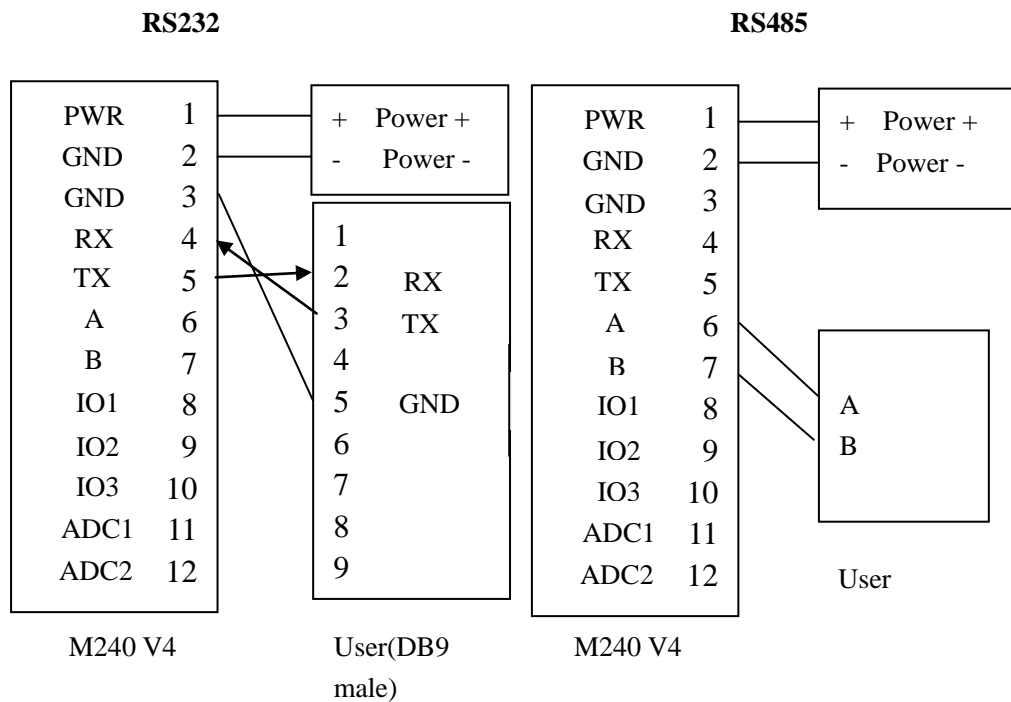 RS232
PWR 1
GND 2
GND 3
RX 4
TX 5
A 6
B 7
IO1 8
IO2 9
IO3 10
ADC1 11
ADC2 12
M240 V4
+ Power +
- Power -
1
2 RX
3 TX
4
5 GND
6
7
8
9
User(DB9
male)
RS485
PWR 1
GND 2
GND 3
RX 4
TX 5
A 6
B 7
IO1 8
IO2 9
IO3 10
ADC1 11
ADC2 12
M240 V4
+ Power +
- Power -
A
B
User